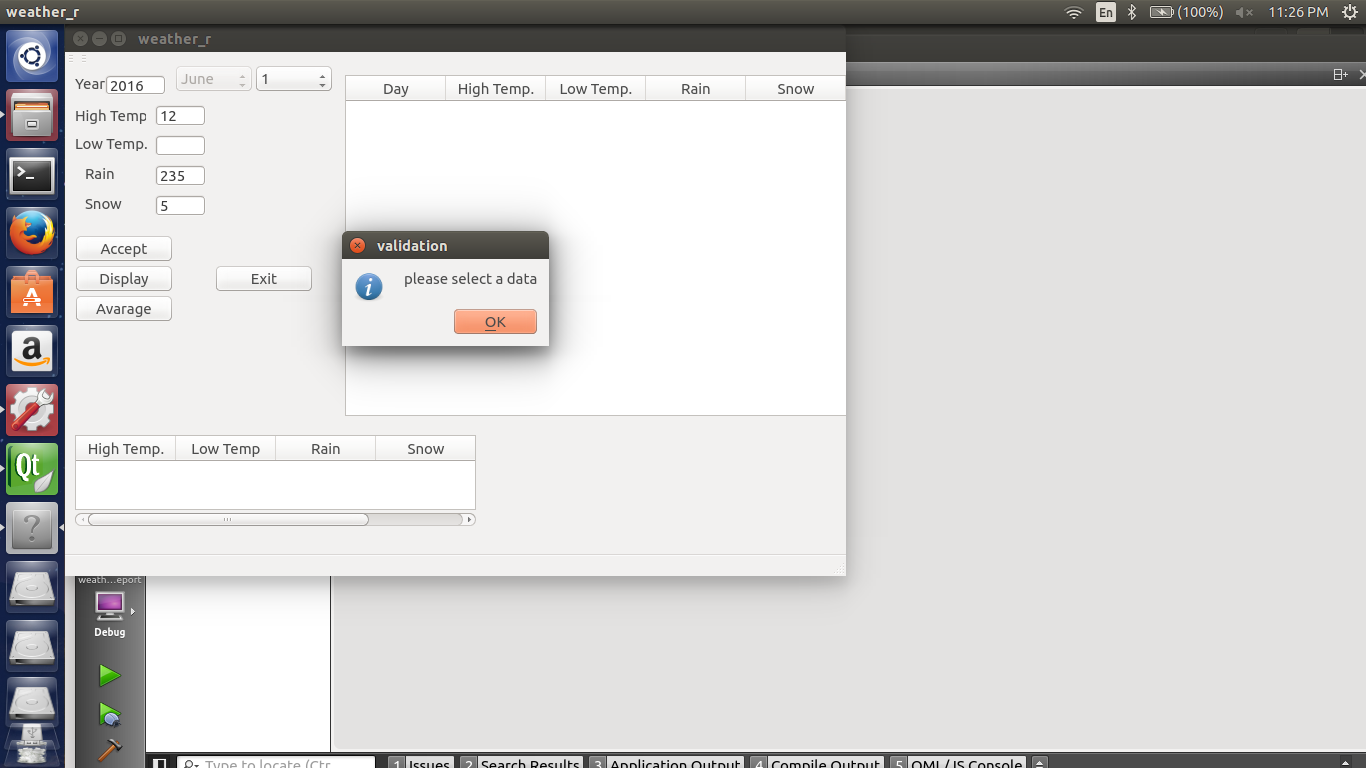 weather_r
En
(100%)
11:26 PM
weather_r
Year 2016 June 1
High Temp 12
Low Temp.
Rain 235
Snow 5
Accept
Display Exit
Avarage
Day High Temp. Low Temp. Rain Snow
validation
please select a data
OK
High Temp. Low Temp Rain Snow
weath...eport
Debug
Type to locate (Ctr
1 Issues 2 Search Results 3 Application Output 4 Compile Output 5 QML/JS Console
Qt
a
A
>_